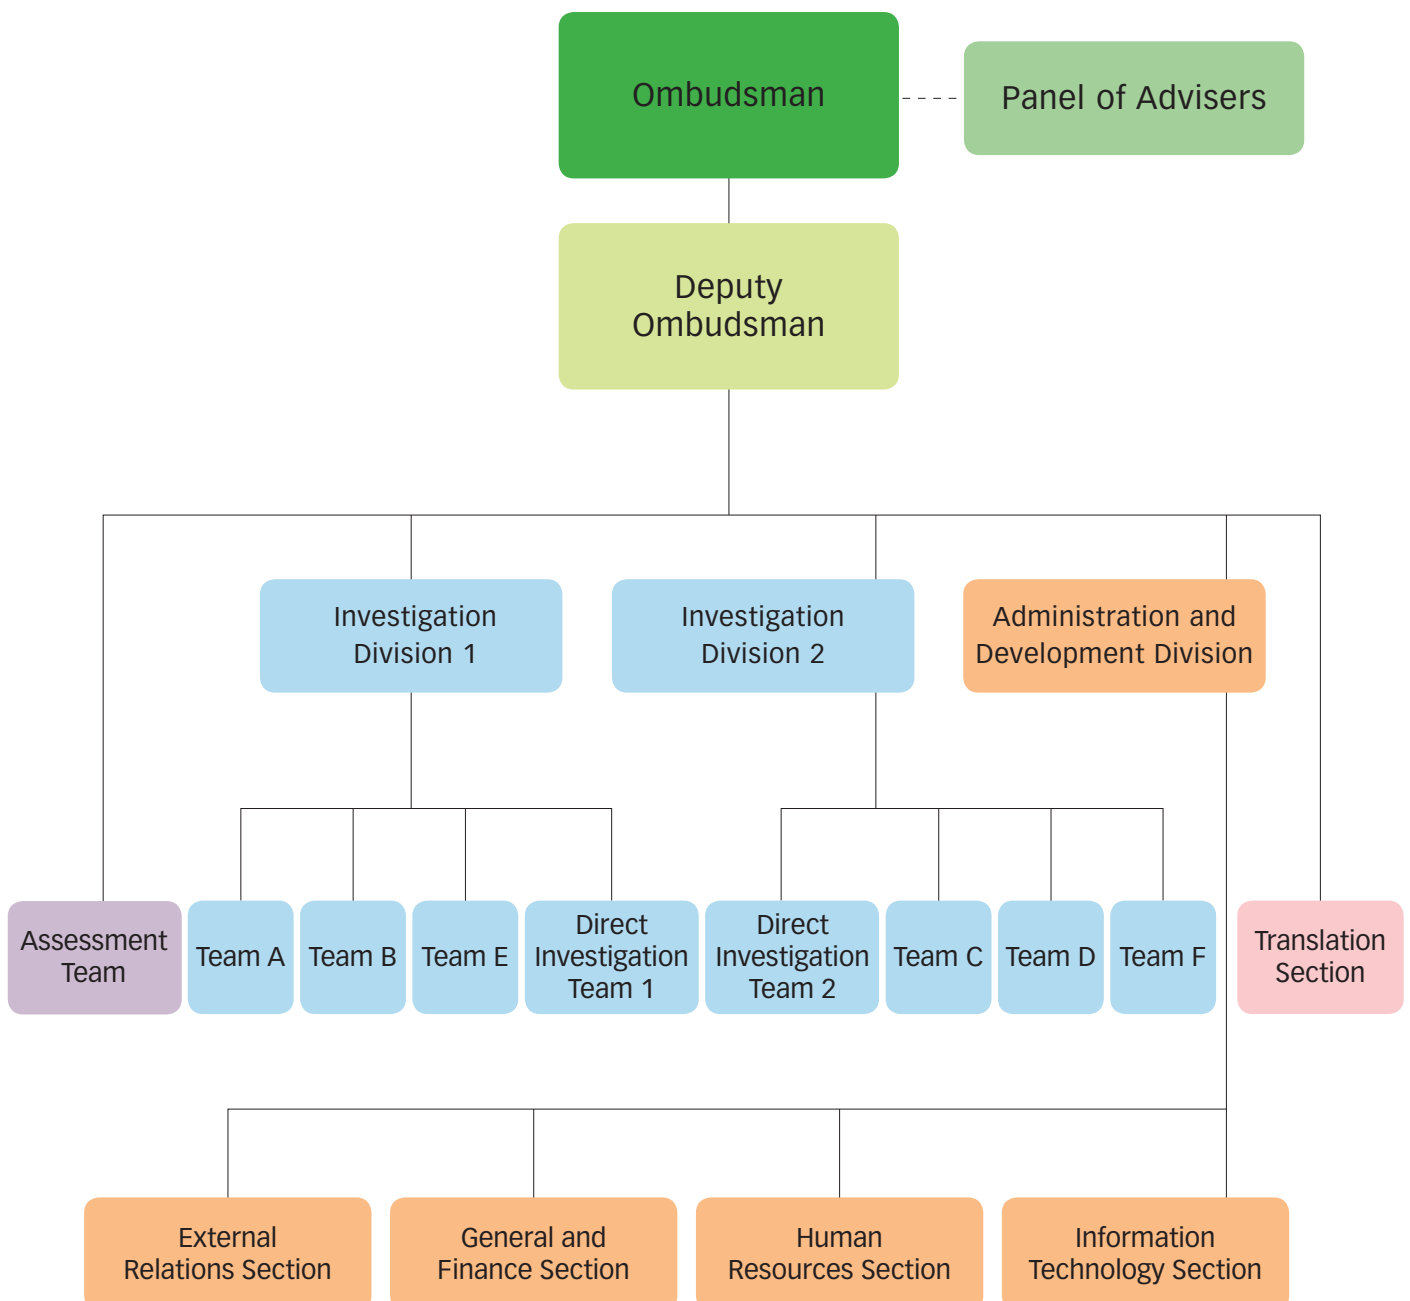 Ombudsman
Panel of Advisers
Deputy
Ombudsman
Investigation
Division 1
Investigation
Division 2
Administration and
Development Division
Assessment
Team
Team A
Team B
Team E
Direct
Investigation
Team 1
Direct
Investigation
Team 2
Team C
Team D
Team F
Translation
Section
External
Relations Section
General and
Finance Section
Human
Resources Section
Information
Technology Section